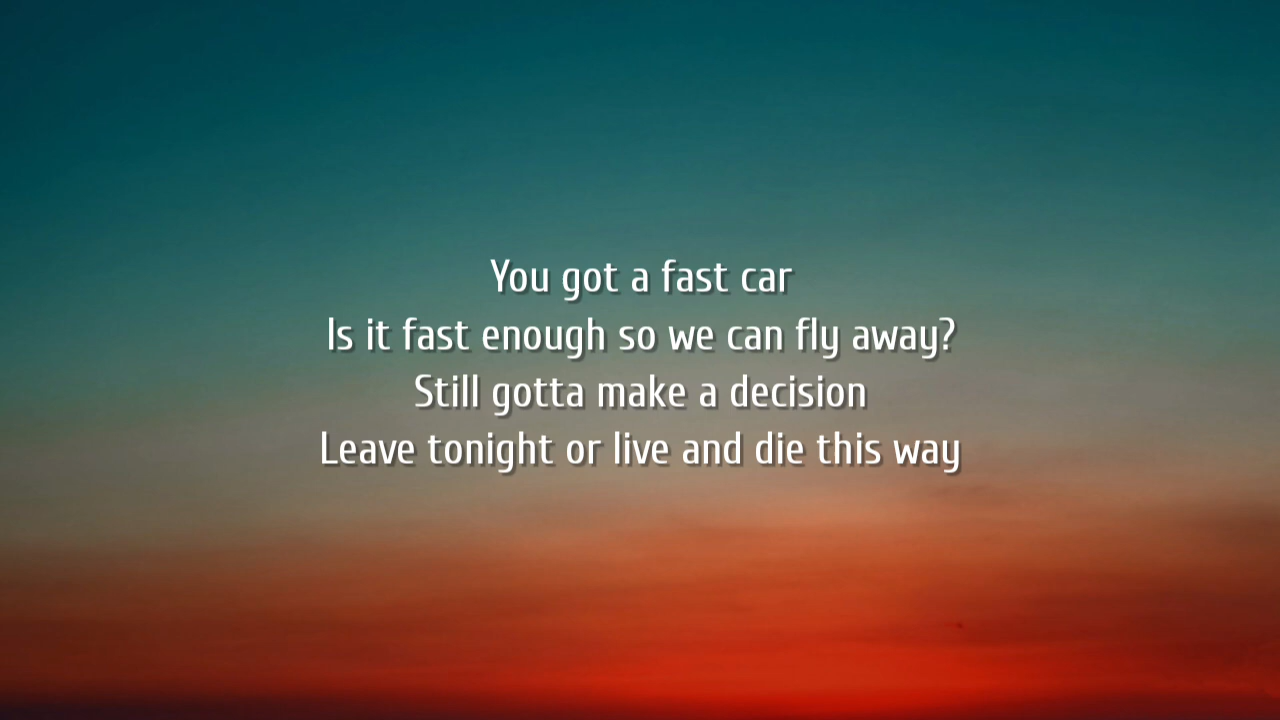 You got a fast car
Is it fast enough so we can fly away?
Still gotta make a decision
Leave tonight or live and die this way